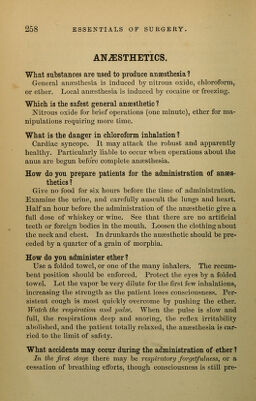 258 ESSENTIALS OF SURGERY.
ANÆSTHETICS.
What substances are used to produce anæsthesia?
General anæsthesia is induced by nitrous oxide, chloroform,
or ether. Local anæsthesia is induced by cocaine or freezing.
Which is the safest general anæsthetic?
Nitrous oxide for brief operations (one minute), ether for ma-
nipulations requiring more time.
What is the danger in chloroform inhalation?
Cardiac syncope. It may attack the robust and apparently
healthy. Particularly liable to occur when operations about the
anus are begun before complete anæsthesia.
How do you prepare patients for the administration of anæs-
thetics?
Give no food for six hours before the time of administration.
Examine the urine, and carefully auscult the lungs and heart.
Half an hour before the administration of the anæsthetic give a
full dose of whiskey or wine. See that there are no artificial
teeth or foreign bodies in the mouth. Loosen the clothing about
the neck and chest. In drunkards the anæsthetic should be pre-
ceded by a quarter of a grain of morphia.
How do you administer ether?
Use a folded towel, or one of the many inhalers. The recum-
bent position should be enforced. Protect the eyes by a folded
towel. Let the vapor be very dilute for the first few inhalations,
increasing the strength as the patient loses consciousness. Per-
sistent cough is most quickly overcome by pushing the ether.
Watch the respiration and pulse. When the pulse is slow and
full, the respirations deep and snoring, the reflex irritability
abolished, and the patient totally relaxed, the anæsthesia is car-
ried to the limit of safety.
What accidents may occur during the administration of ether?
In the first stage there may be respiratory forgetfulness, or a
cessation of breathing efforts, though consciousness is still pre-